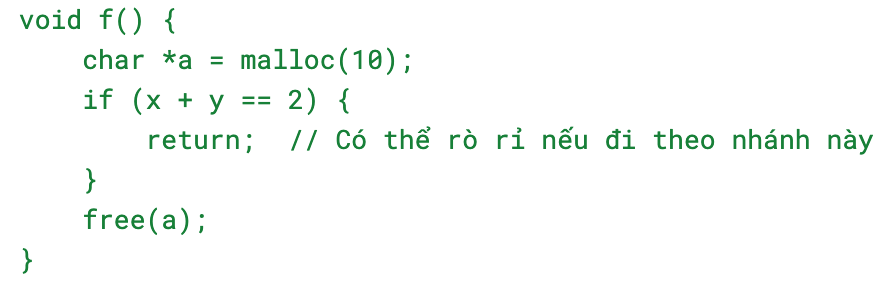 void f() {
    char *a = malloc(10);
    if (x + y == 2) {
        return;  // Có thể rò rỉ nếu đi theo nhánh này
    }
    free(a);
}